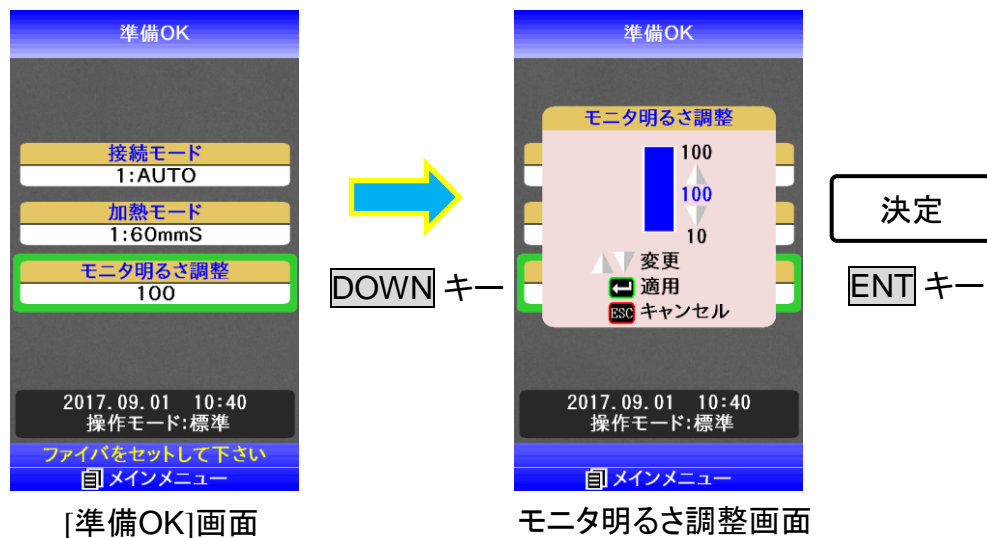 準備OK
接続モード
1:AUTO
加熱モード
1:60mmS
モニタ明るさ調整
100
2017.09.01 10:40
操作モード:標準
ファイバをセットして下さい
メインメニュー
[準備OK]画面
DOWN キー
準備OK
モニタ明るさ調整
100
100
10
変更
適用
ESC キャンセル
2017.09.01 10:40
操作モード:標準
メインメニュー
モニタ明るさ調整画面
決定
ENT キー